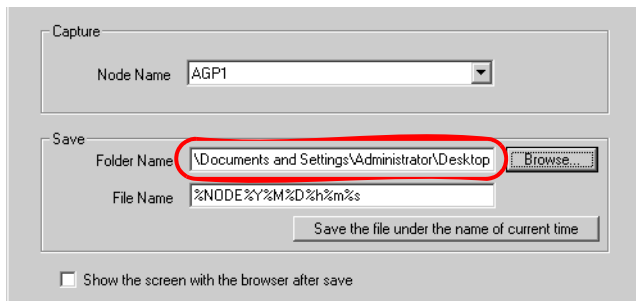 Capture
Node Name AGP1
Save
Folder Name \Documents and Settings\Administrator\Desktop Browse...
File Name %NODE%Y%M%D%h%m%s
Save the file under the name of current time
Show the screen with the browser after save